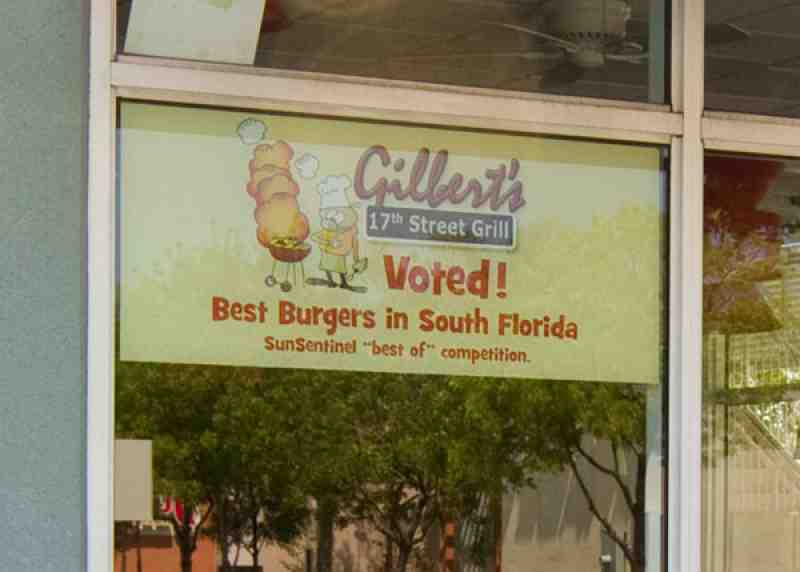 Gilbert's
17th Street Grill
Voted!
Best Burgers in South Florida
SunSentinel "best of" competition.